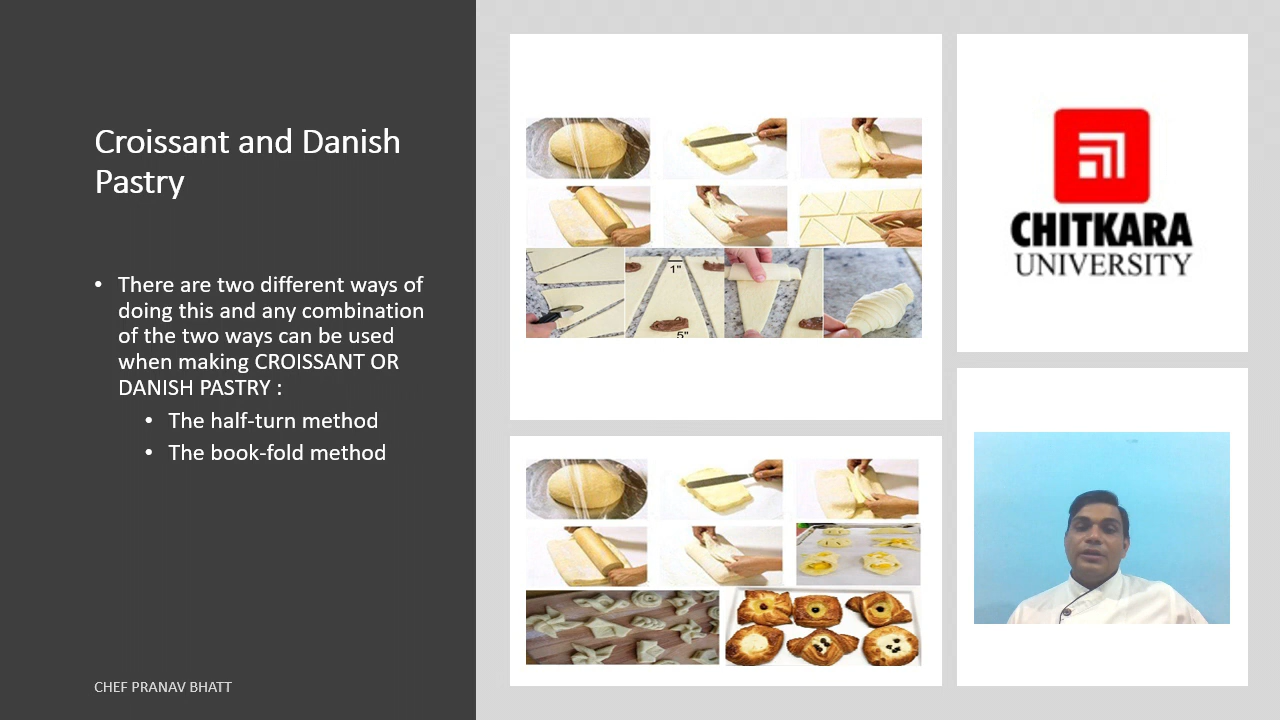 Croissant and Danish
Pastry
• There are two different ways of
doing this and any combination
of the two ways can be used
when making CROISSANT OR
DANISH PASTRY :
• The half-turn method
• The book-fold method
CHEF PRANAV BHATT
1"
5"
CHITKARA
UNIVERSITY